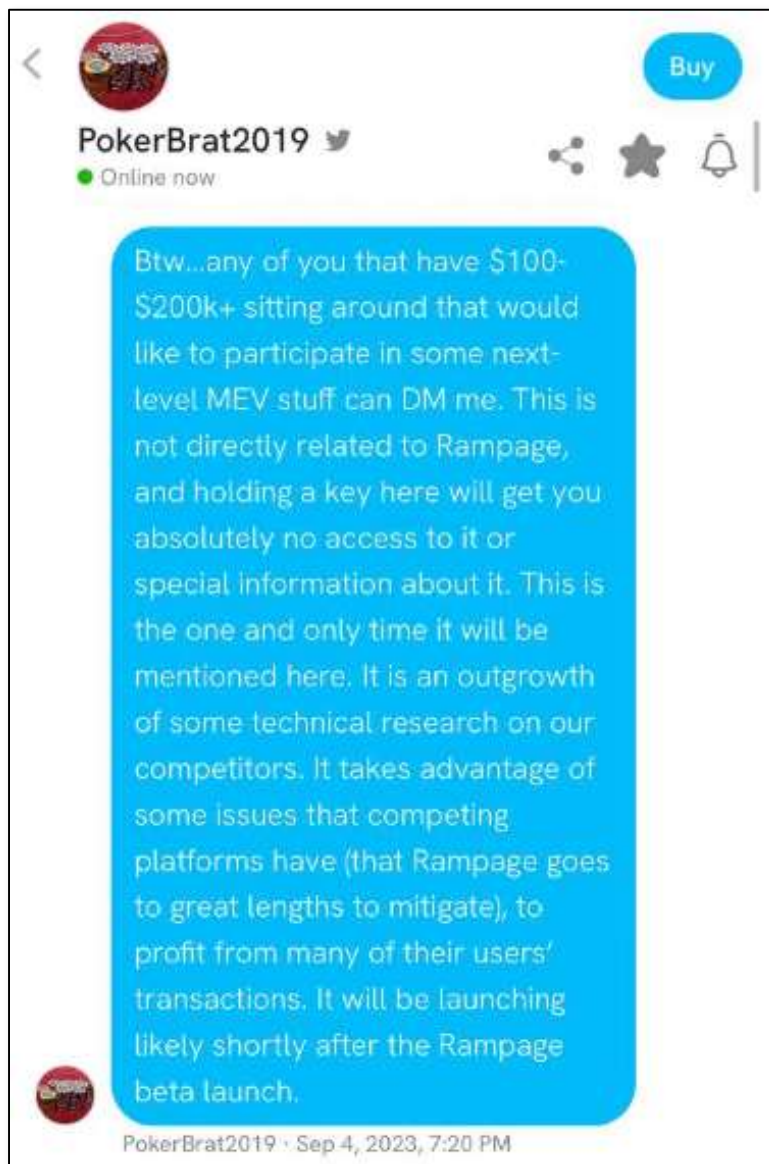 Buy
PokerBrat2019
Online now
Btw...any of you that have $100-
$200k+ sitting around that would
like to participate in some next-
level MEV stuff can DM me. This is
not directly related to Rampage,
and holding a key here will get you
absolutely no access to it or
special information about it. This is
the one and only time it will be
mentioned here. It is an outgrowth
of some technical research on our
competitors. It takes advantage of
some issues that competing
platforms have (that Rampage goes
to great lengths to mitigate), to
profit from many of their users'
transactions. It will be launching
likely shortly after the Rampage
beta launch.
PokerBrat2019 · Sep 4, 2023, 7:20 PM